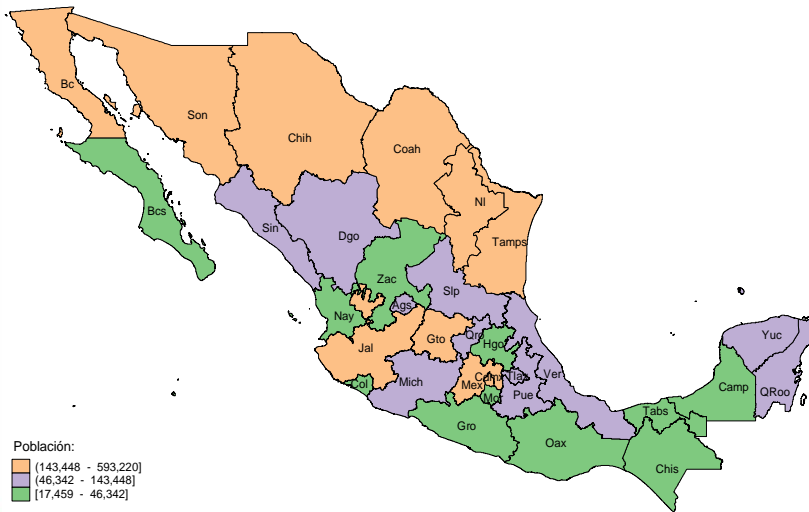 Bc
Son
Chih
Coah
Nl
Bcs
Sin
Dgo
Tamps
Zac
Slp
Nay
Ags
Jal
Gto
Qro
Hgo
Yuc
Col
Mich
Mex
Cdmx
Tlax
Ver
Mor
Pue
Camp
QRoo
Gro
Oax
Tabs
Chis
Población:
(143,448 - 593,220]
(46,342 - 143,448]
[17,459 - 46,342]